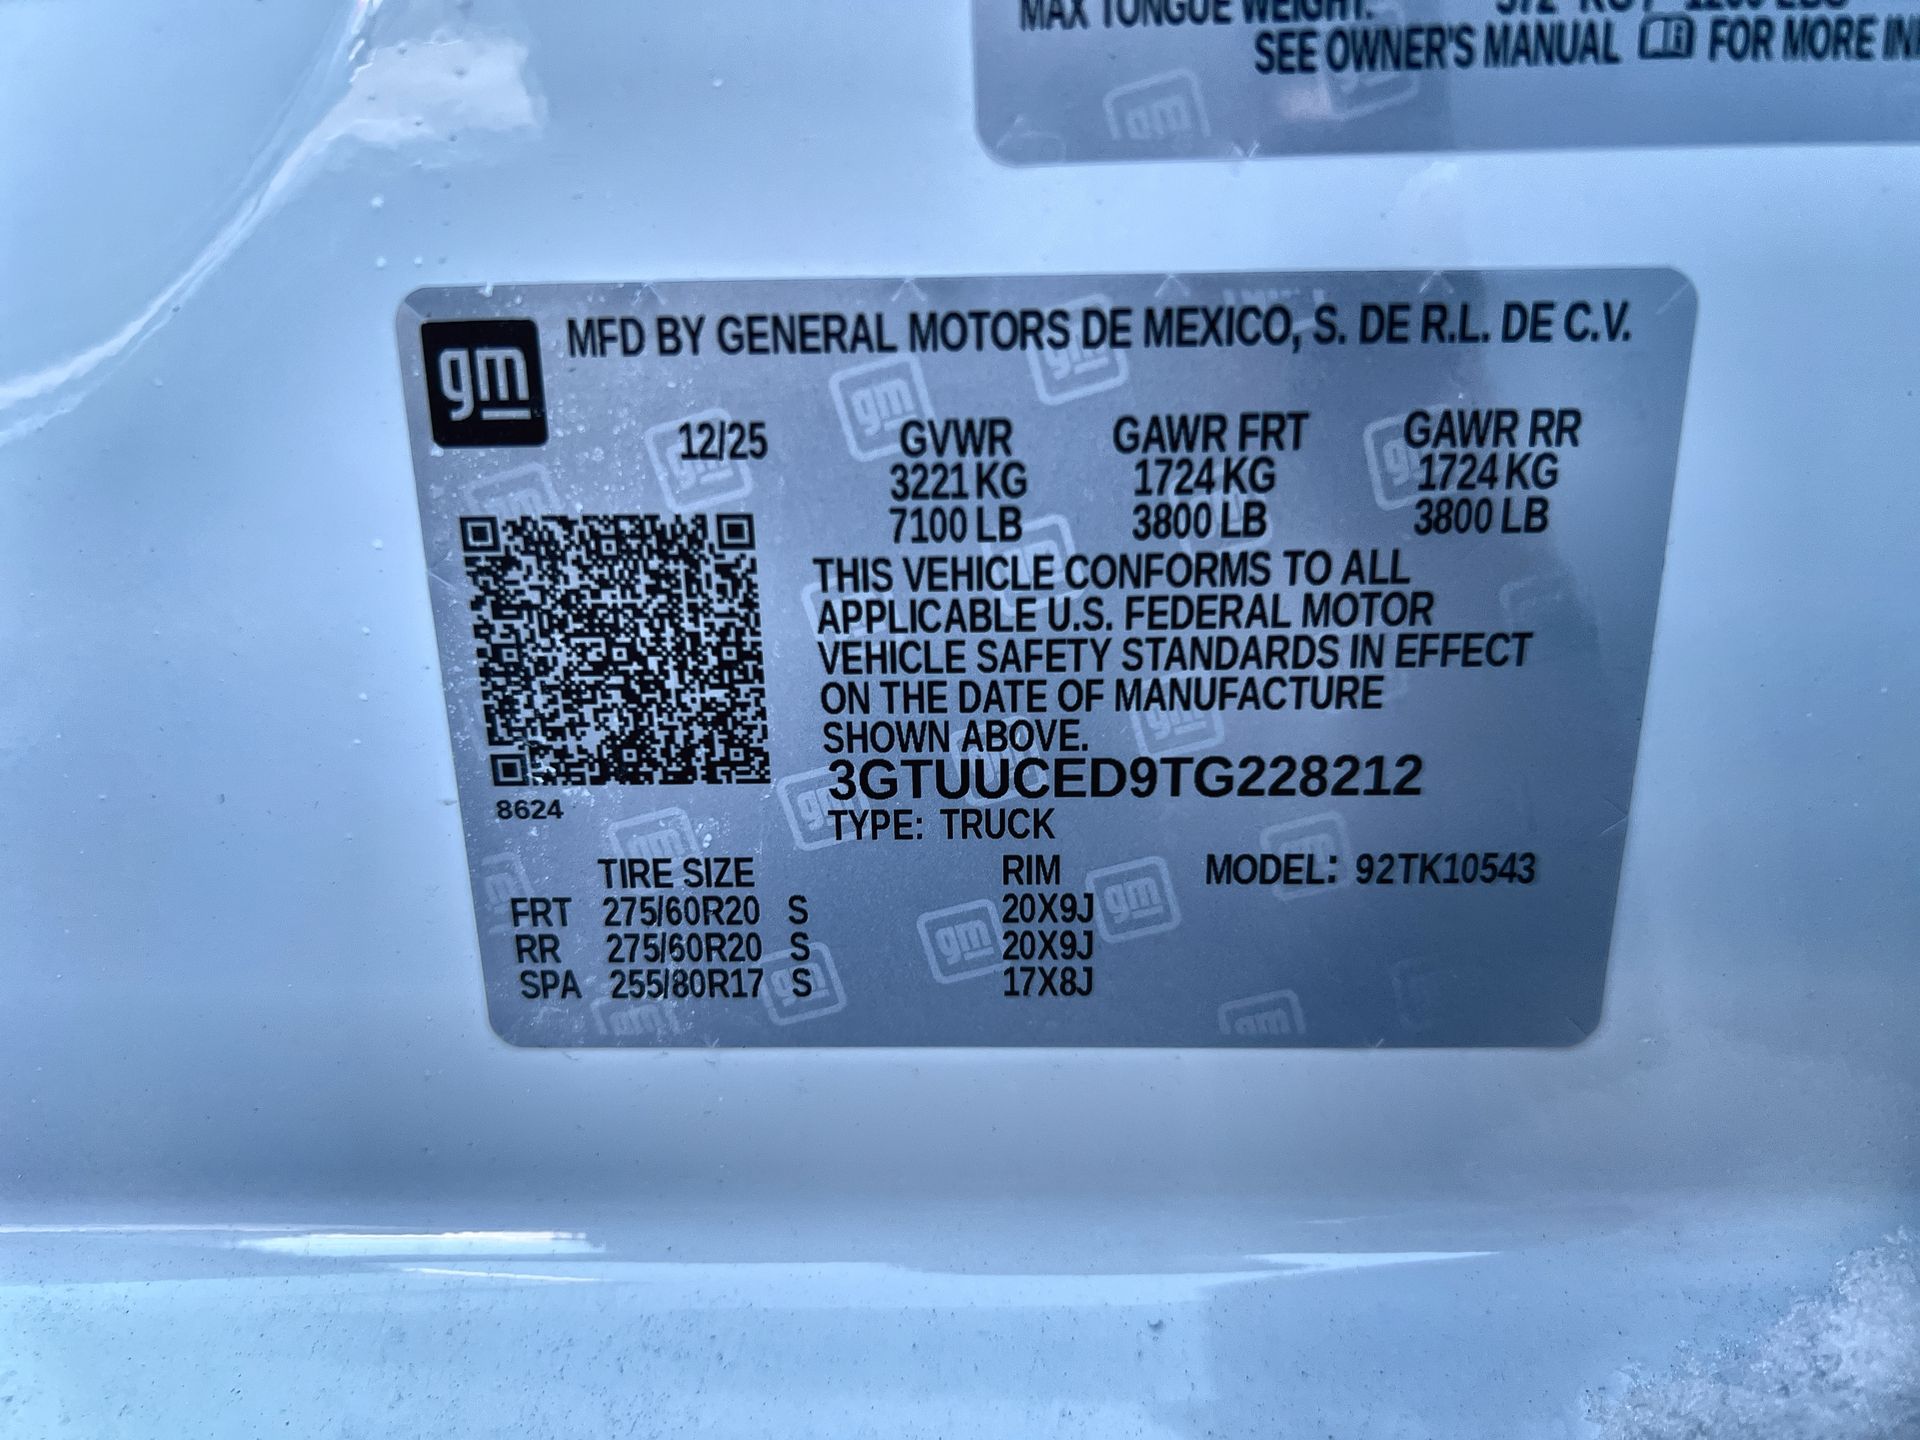 MAX TONGUE WEIGHT:
SEE OWNER'S MANUAL FOR MORE
gm
MFD BY GENERAL MOTORS DE MEXICO, S. DE R.L. DE C.V.
12/25 GVWR GAWR FRT GAWR RR
3221 KG 1724 KG 1724 KG
7100 LB 3800 LB 3800 LB
THIS VEHICLE CONFORMS TO ALL
APPLICABLE U.S. FEDERAL MOTOR
VEHICLE SAFETY STANDARDS IN EFFECT
ON THE DATE OF MANUFACTURE
SHOWN ABOVE.
3GTUUCED9TG228212
8624
TYPE: TRUCK
TIRE SIZE RIM MODEL: 92TK10543
FRT 275/60R20 S 20X9J
RR 275/60R20 S 20X9J
SPA 255/80R17 S 17X8J